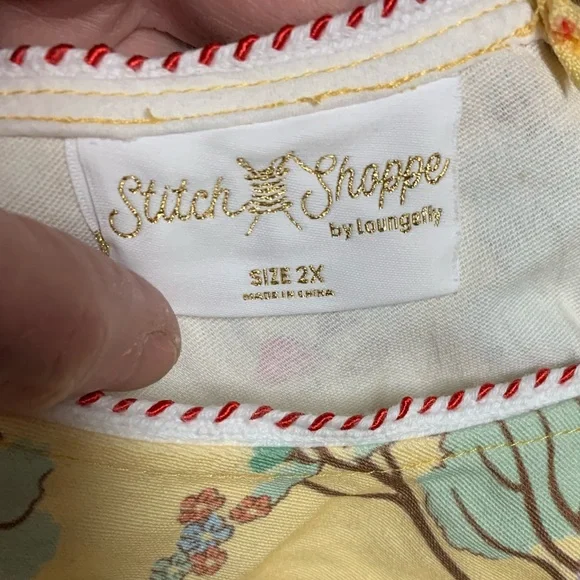 Stitch Shoppe
by Loungefly
SIZE 2X
MADE IN CHINA